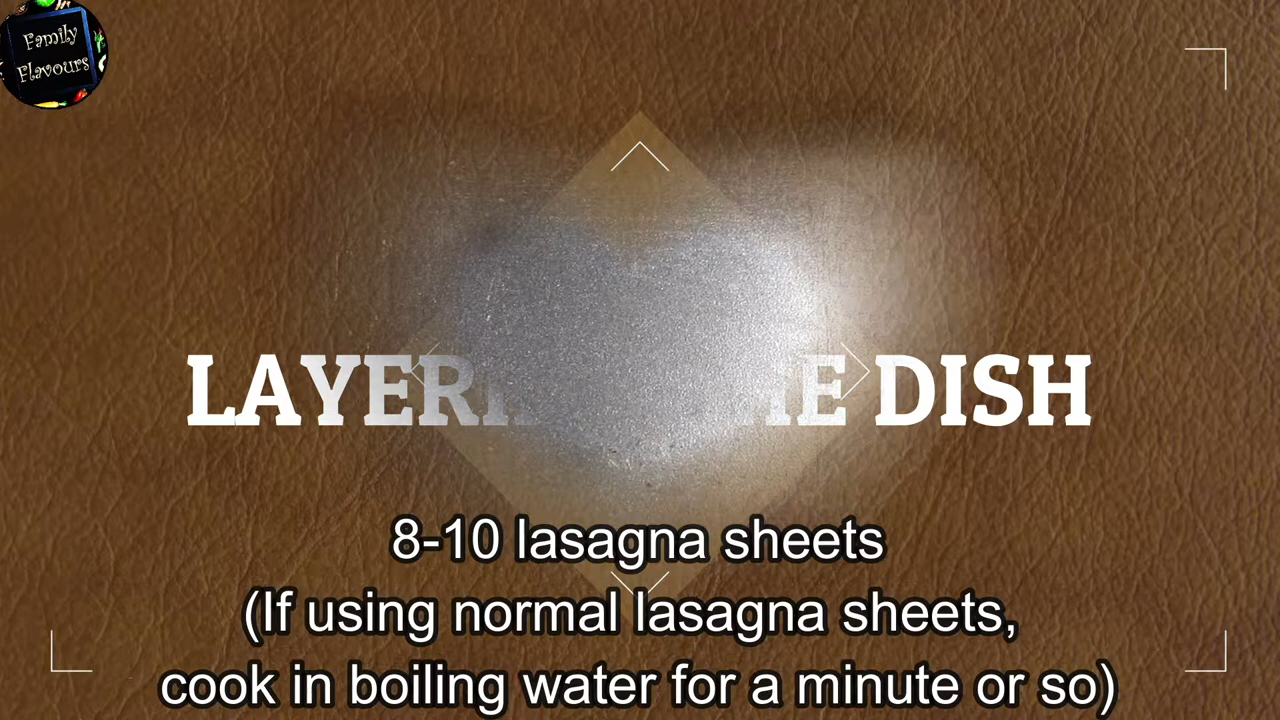 Family
Flavours
DISH
8-10 lasagna sheets
(If using normal lasagna sheets,
cook in boiling water for a minute or so)